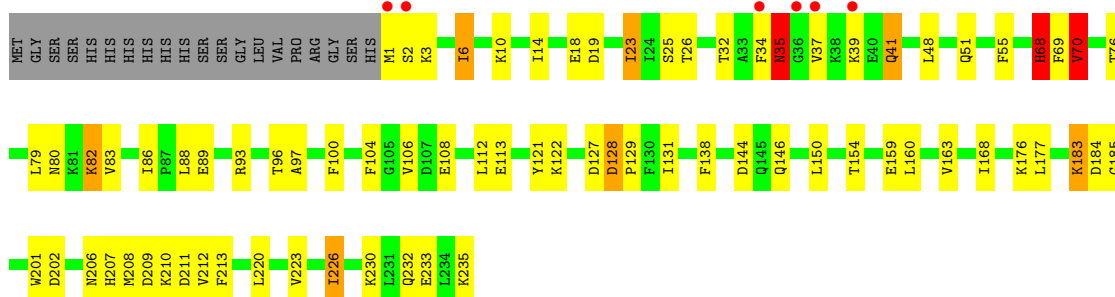 MET GLY SER SER HIS HIS HIS HIS HIS HIS SER SER GLY LEU VAL PRO ARG GLY SER HIS M1 S2 K3 I6 K10 I14 E18 D19 I23 I24 S25 T26 T32 A33 F34 N35 G36 V37 K38 K39 E40 Q41 L48 Q51 F55 H68 F69 V70
L79 N80 K81 K82 V83 I86 P87 L88 E89 R93 T96 A97 F100 F104 G105 V106 D107 E108 L112 E113 Y121 K122 D127 D128 P129 F130 I131 F138 D144 Q145 Q146 L150 T154 E159 L160 V163 I168 K176 L177 K183 D184
W201 D202 N206 H207 M208 D209 K210 D211 V212 F213 L220 V223 I226 K230 L231 Q232 E233 L234 K235